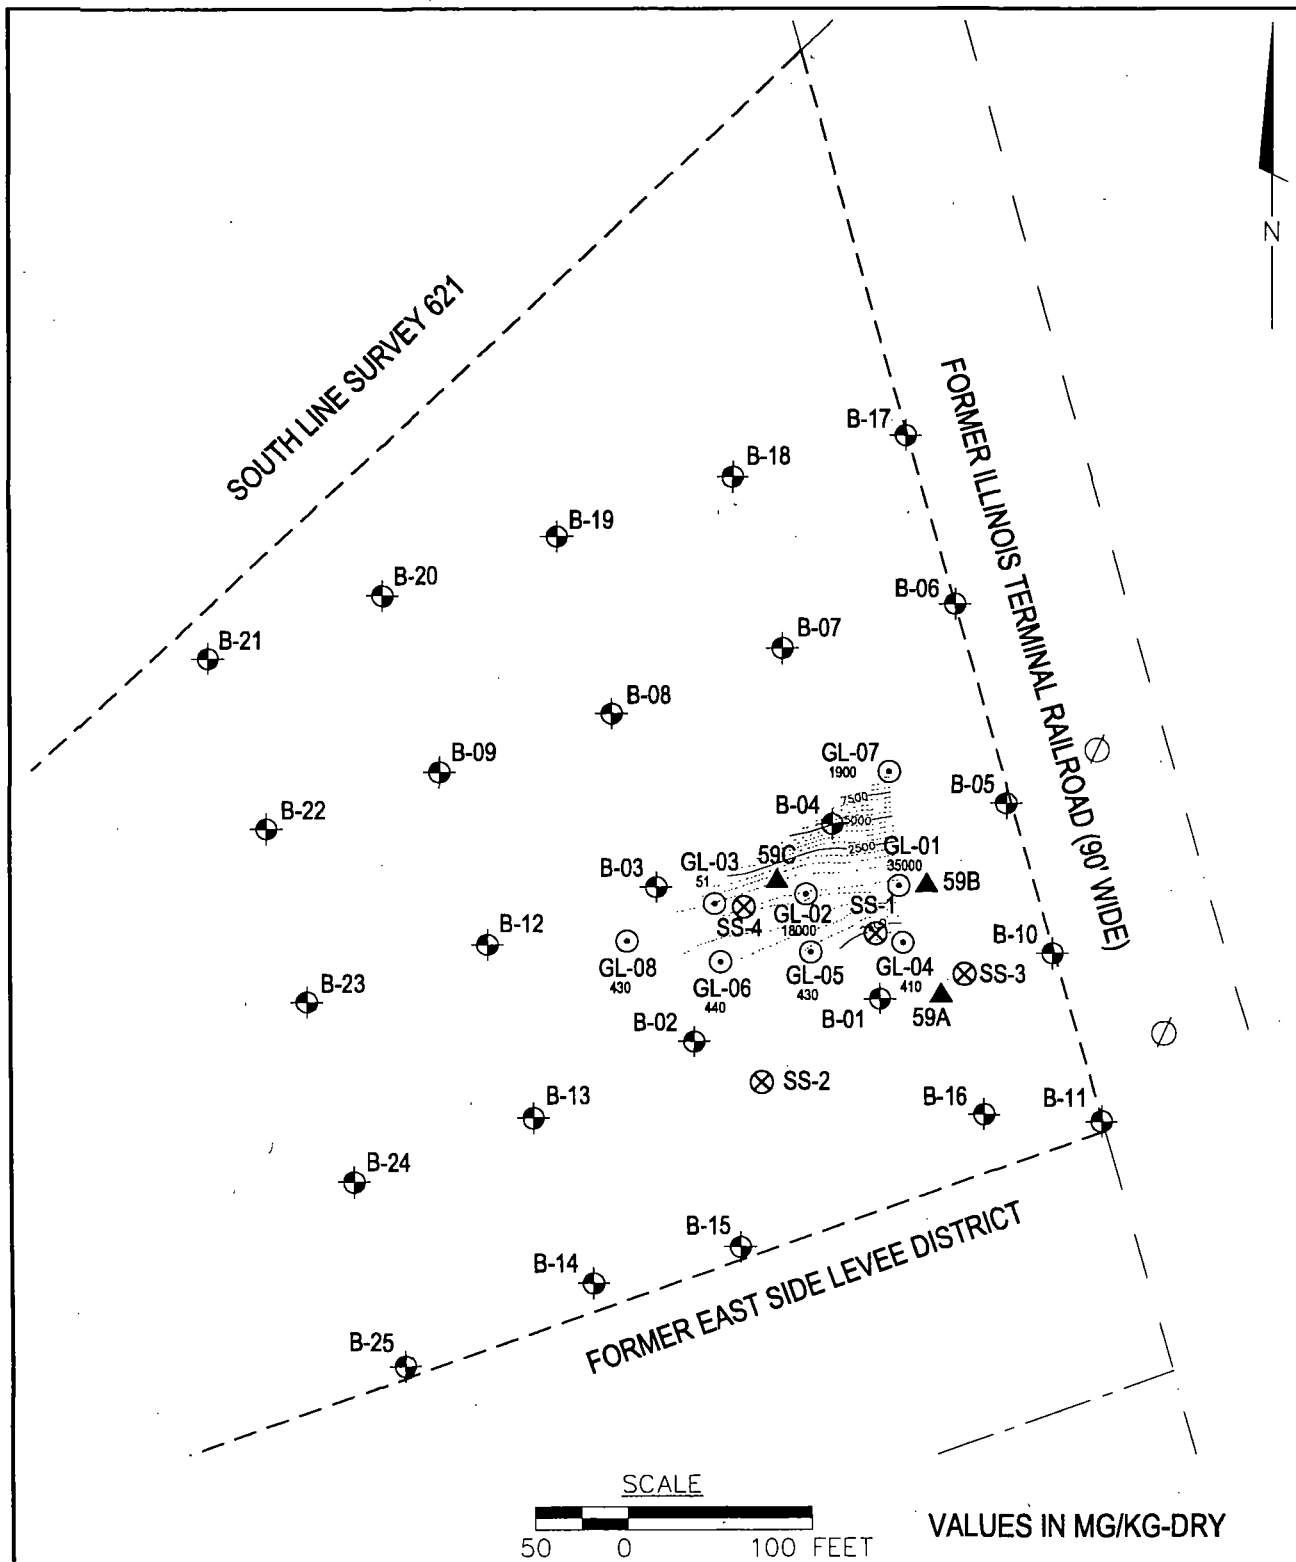 N
SOUTH LINE SURVEY 621
FORMER ILLINOIS TERMINAL RAILROAD (90' WIDE)
B-17
B-18
B-19
B-20
B-06
B-21
B-07
B-08
B-09
GL-07
1900
B-05
7500
B-22
B-04
5000
2500
GL-01
35000
GL-03
51
59C
B-03
59B
SS-4
GL-02
18000
SS-1
B-12
B-10
GL-08
430
GL-06
440
GL-05
430
GL-04
410
SS-3
B-23
B-01
59A
B-02
SS-2
B-13
B-16
B-11
B-24
B-15
B-14
FORMER EAST SIDE LEVEE DISTRICT
B-25
SCALE
50 0 100 FEET
VALUES IN MG/KG-DRY